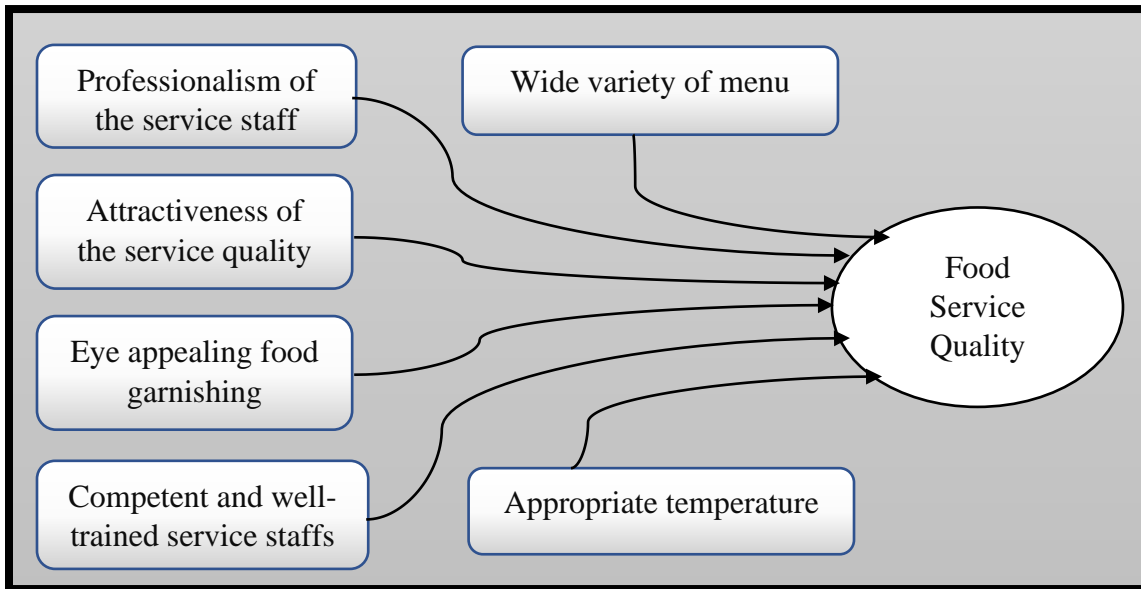 Professionalism of
the service staff
Wide variety of menu
Attractiveness of
the service quality
Food
Service
Quality
Eye appealing food
garnishing
Competent and well-
trained service staffs
Appropriate temperature